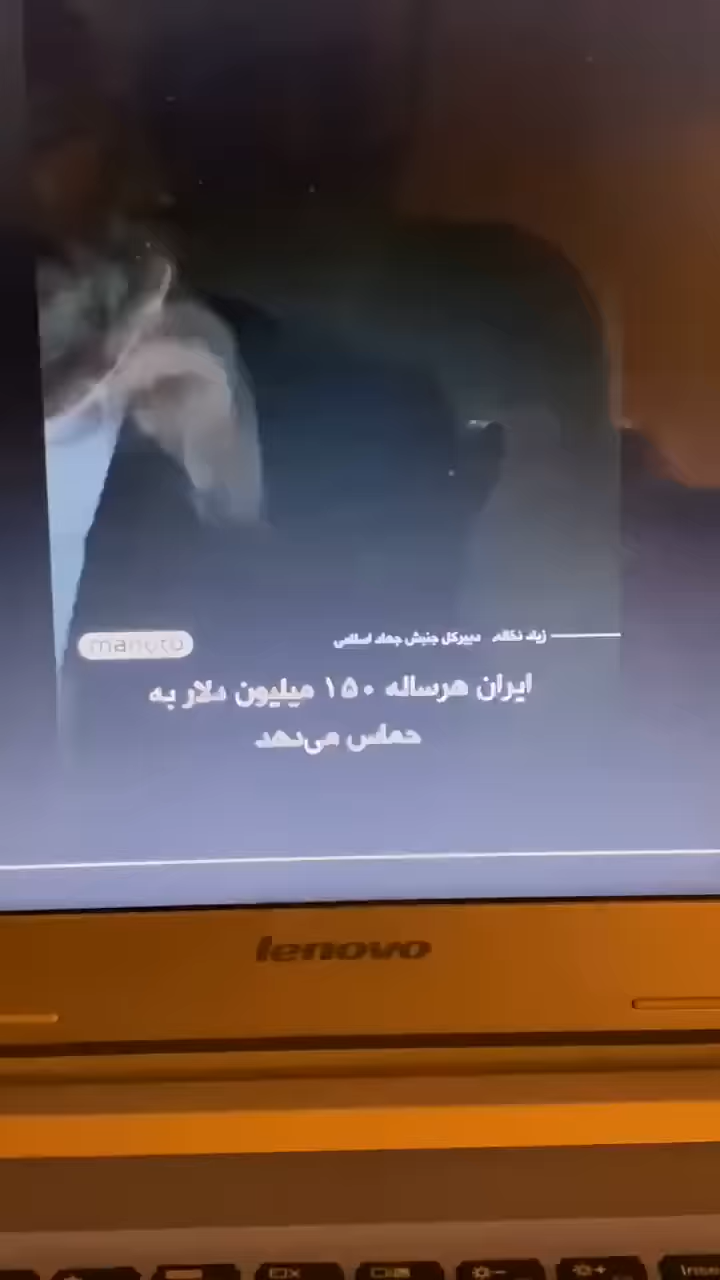 زیاد نخاله دبیرکل جنبش جهاد اسلامی
manoto
ایران هرساله ۱۵۰ میلیون دلار به
حماس می‌دهد
lenovo